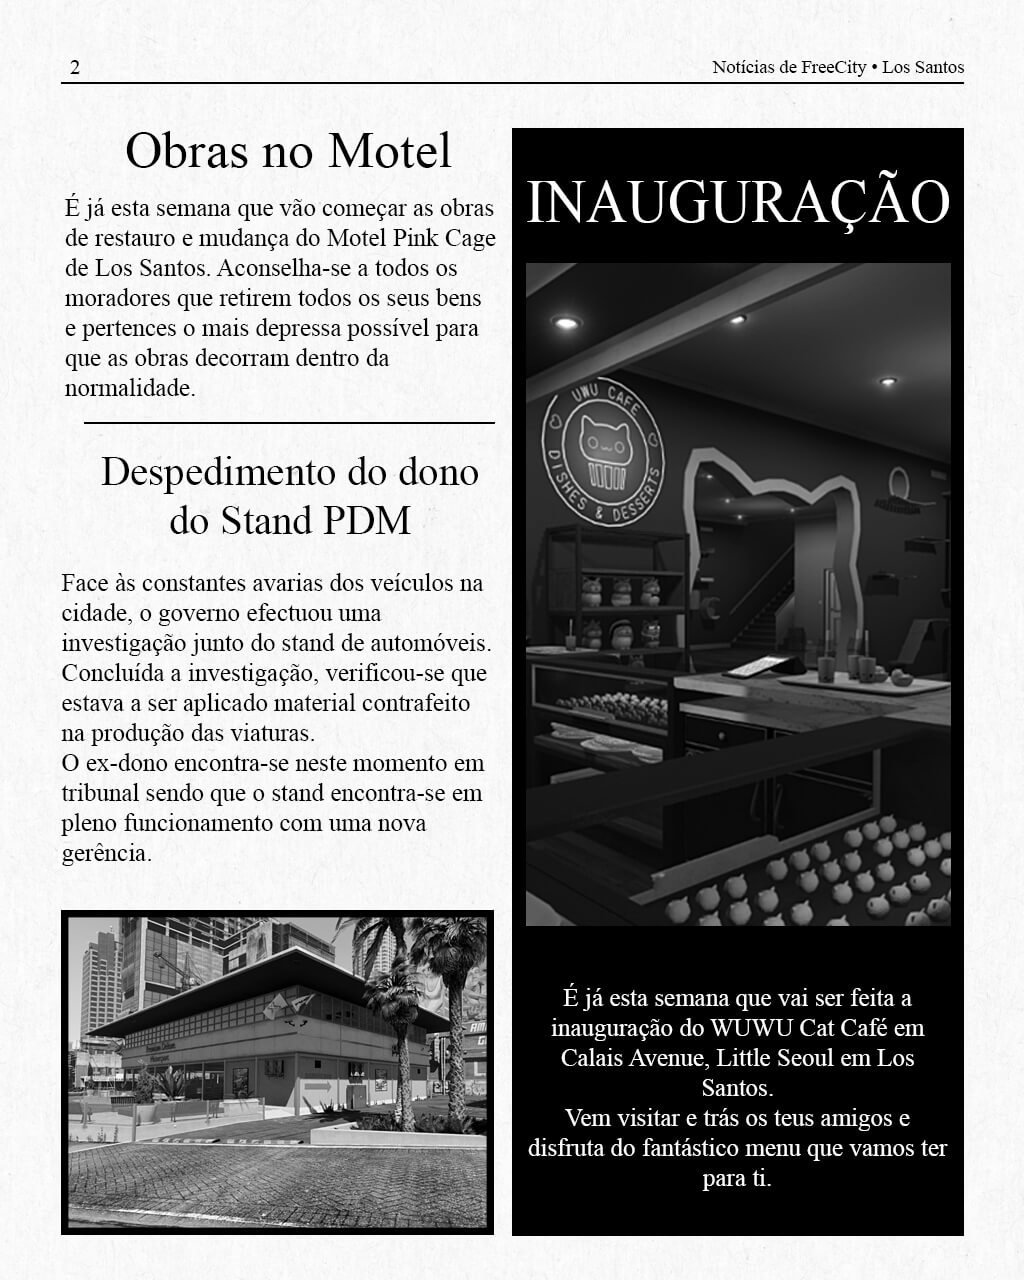 2
Notícias de FreeCity • Los Santos
Obras no Motel
É já esta semana que vão começar as obras
de restauro e mudança do Motel Pink Cage
de Los Santos. Aconselha-se a todos os
moradores que retirem todos os seus bens
e pertences o mais depressa possível para
que as obras decorram dentro da
normalidade.
Despedimento do dono
do Stand PDM
Face às constantes avarias dos veículos na
cidade, o governo efectuou uma
investigação junto do stand de automóveis.
Concluída a investigação, verificou-se que
estava a ser aplicado material contrafeito
na produção das viaturas.
O ex-dono encontra-se neste momento em
tribunal sendo que o stand encontra-se em
pleno funcionamento com uma nova
gerência.
INAUGURAÇÃO
UWU CAFE
DISHES & DESSERTS
É já esta semana que vai ser feita a
inauguração do WUWU Cat Café em
Calais Avenue, Little Seoul em Los
Santos.
Vem visitar e trás os teus amigos e
disfruta do fantástico menu que vamos ter
para ti.